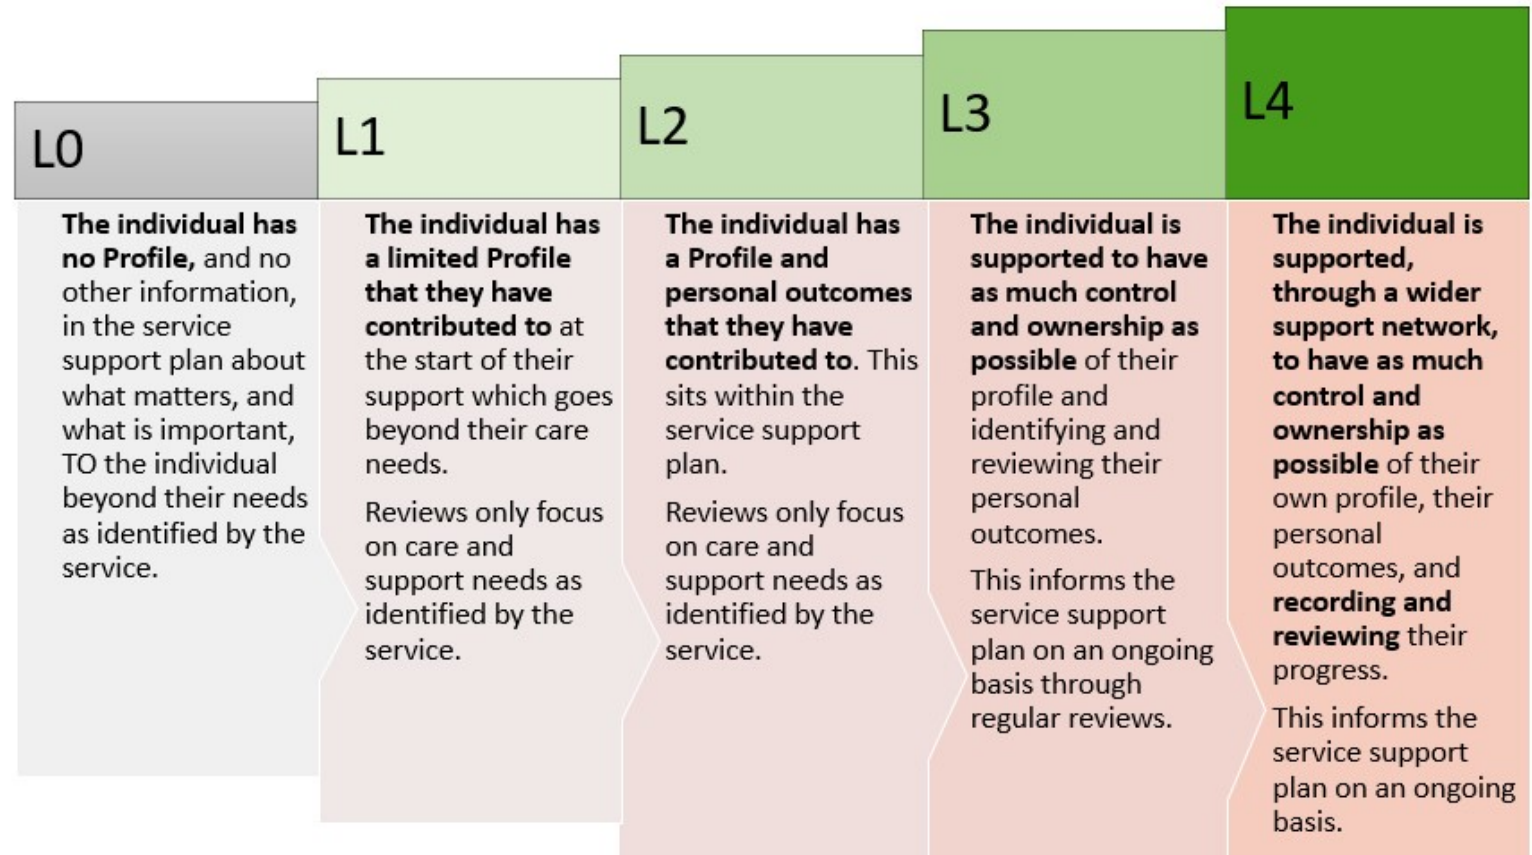 L0
The individual has
no Profile, and no
other information,
in the service
support plan about
what matters, and
what is important,
TO the individual
beyond their needs
as identified by the
service.
L1
The individual has
a limited Profile
that they have
contributed to at
the start of their
support which goes
beyond their care
needs.
Reviews only focus
on care and
support needs as
identified by the
service.
L2
The individual has
a Profile and
personal outcomes
that they have
contributed to. This
sits within the
service support
plan.
Reviews only focus
on care and
support needs as
identified by the
service.
L3
The individual is
supported to have
as much control
and ownership as
possible of their
profile and
identifying and
reviewing their
personal
outcomes.
This informs the
service support
plan on an ongoing
basis through
regular reviews.
L4
The individual is
supported,
through a wider
support network,
to have as much
control and
ownership as
possible of their
own profile, their
personal
outcomes, and
recording and
reviewing their
progress.
This informs the
service support
plan on an ongoing
basis.